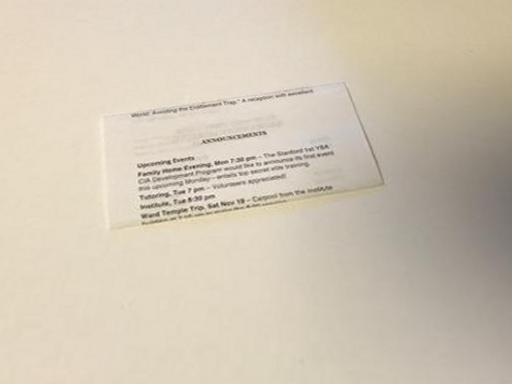 World: Avoiding the Entitlement Trap." A reception with excellent
ANNOUNCEMENTS
Upcoming Events
Family Home Evening, Mon 7:30 pm – The Stanford 1st YSA
CIA Development Program would like to announce its first event
this upcoming Monday--entails top secret elite training.
Tutoring, Tue 7 pm – Volunteers appreciated!
Institute, Tue 8:30 pm
Ward Temple Trip, Sat Nov 19 – Carpool from the institute